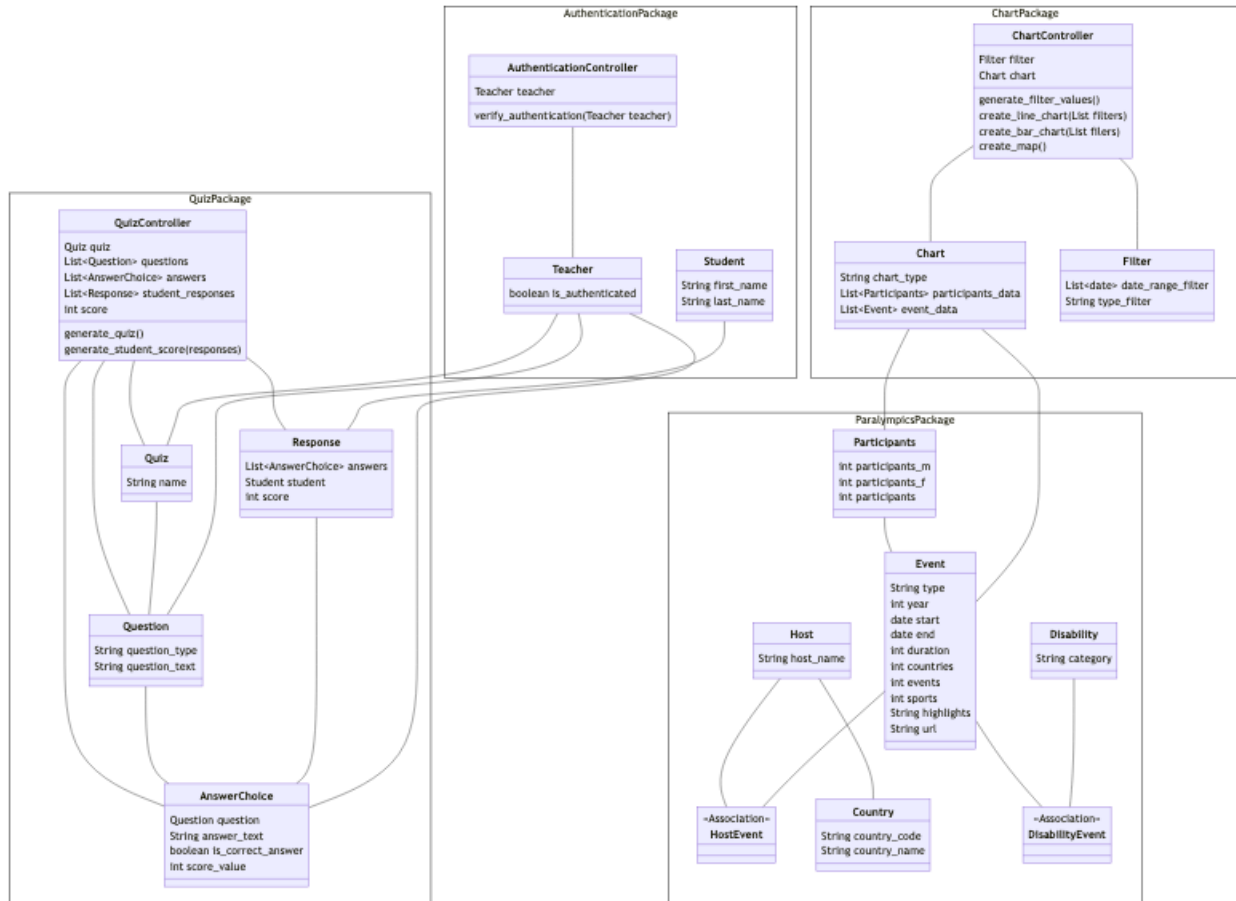 AuthenticationPackage
AuthenticationController
Teacher teacher
verify_authentication(Teacher teacher)
Teacher
boolean is_authenticated
Student
String first_name
String last_name
ChartPackage
ChartController
Filter filter
Chart chart
generate_filter_values()
create_line_chart(List filters)
create_bar_chart(List filers)
create_map()
Chart
String chart_type
List<Participants> participants_data
List<Event> event_data
Filter
List<date> date_range_filter
String type_filter
QuizPackage
QuizController
Quiz quiz
List<Question> questions
List<AnswerChoice> answers
List<Response> student_responses
int score
generate_quiz()
generate_student_score(responses)
Quiz
String name
Response
List<AnswerChoice> answers
Student student
int score
Question
String question_type
String question_text
AnswerChoice
Question question
String answer_text
boolean is_correct_answer
int score_value
ParalympicsPackage
Participants
int participants_m
int participants_f
int participants
Event
String type
int year
date start
date end
int duration
int countries
int events
int sports
String highlights
String url
Host
String host_name
Disability
String category
«Association»
HostEvent
Country
String country_code
String country_name
«Association»
DisabilityEvent